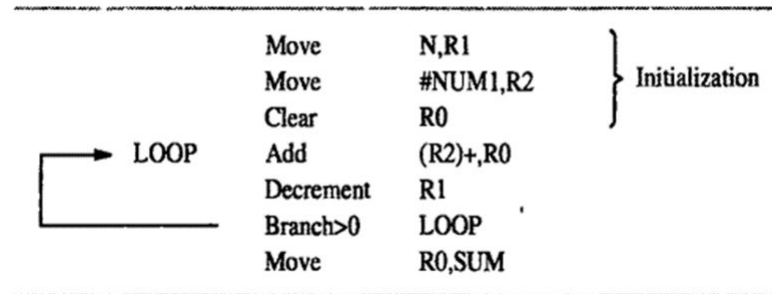 Move N,R1
Move #NUM1,R2 Initialization
Clear R0
LOOP Add (R2)+,R0
Decrement R1
Branch>0 LOOP
Move R0,SUM